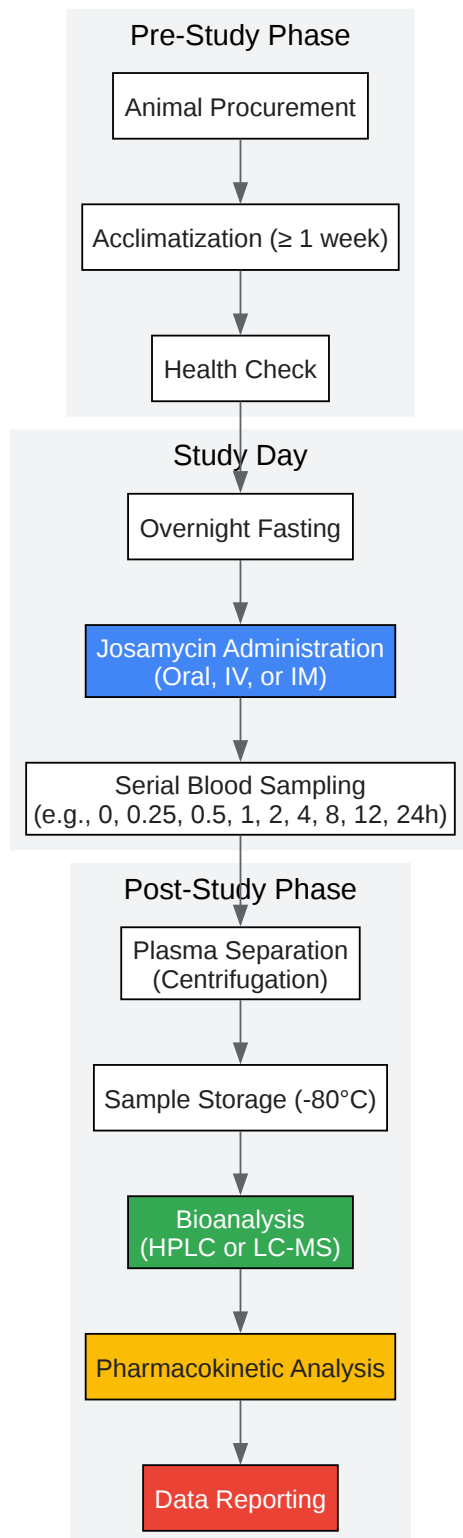 Pre-Study Phase
Animal Procurement
Acclimatization (≥ 1 week)
Health Check
Study Day
Overnight Fasting
Josamycin Administration
(Oral, IV, or IM)
Serial Blood Sampling
(e.g., 0, 0.25, 0.5, 1, 2, 4, 8, 12, 24h)
Post-Study Phase
Plasma Separation
(Centrifugation)
Sample Storage (-80°C)
Bioanalysis
(HPLC or LC-MS)
Pharmacokinetic Analysis
Data Reporting